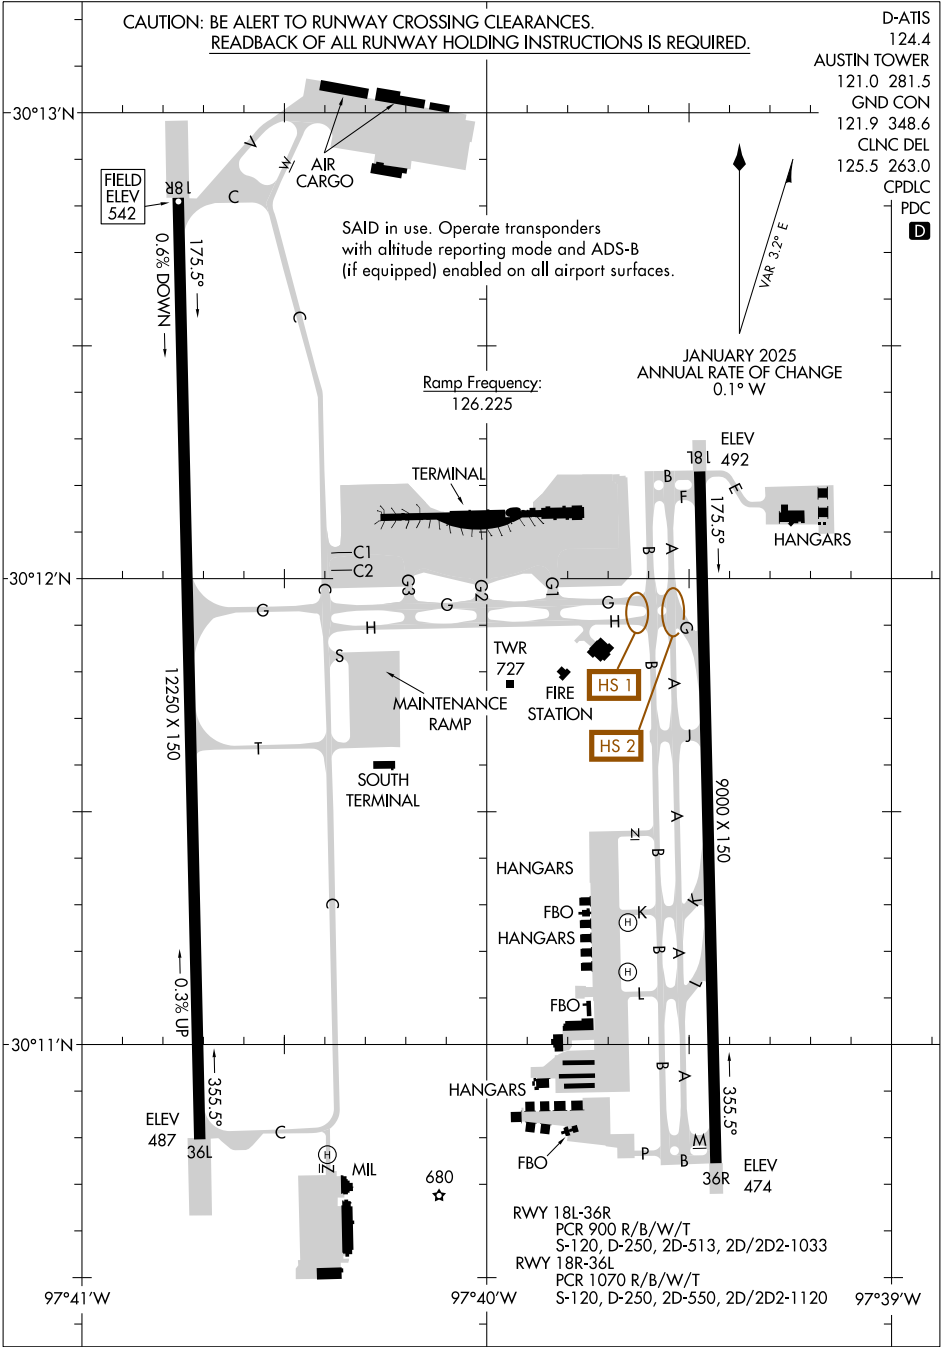 CAUTION: BE ALERT TO RUNWAY CROSSING CLEARANCES.
READBACK OF ALL RUNWAY HOLDING INSTRUCTIONS IS REQUIRED.
D-ATIS
124.4
AUSTIN TOWER
121.0 281.5
GND CON
121.9 348.6
CLNC DEL
125.5 263.0
CPDLC
PDC
D
30°13'N
V
W
AIR
CARGO
FIELD
ELEV
542
18R
C
SAID in use. Operate transponders
with altitude reporting mode and ADS-B
(if equipped) enabled on all airport surfaces.
VAR 3.2° E
175.5°
0.6% DOWN
C
JANUARY 2025
ANNUAL RATE OF CHANGE
0.1° W
Ramp Frequency:
126.225
ELEV
492
18L
TERMINAL
B
F
E
175.5°
HANGARS
B
A
C1
C2
30°12'N
C
G3
G2
G1
G
G
G
H
H
G
S
TWR
727
B
A
HS 1
FIRE
STATION
MAINTENANCE
RAMP
12250 X 150
HS 2
J
T
SOUTH
TERMINAL
9000 X 150
A
N
B
HANGARS
C
FBO
K
K
H
HANGARS
B
A
H
L
L
0.3% UP
FBO
30°11'N
B
A
355.5°
355.5°
HANGARS
ELEV
487
36L
C
M
P
B
FBO
H
Z
MIL
680
36R
ELEV
474
RWY 18L-36R
PCR 900 R/B/W/T
S-120, D-250, 2D-513, 2D/2D2-1033
RWY 18R-36L
PCR 1070 R/B/W/T
S-120, D-250, 2D-550, 2D/2D2-1120
97°41'W
97°40'W
97°39'W